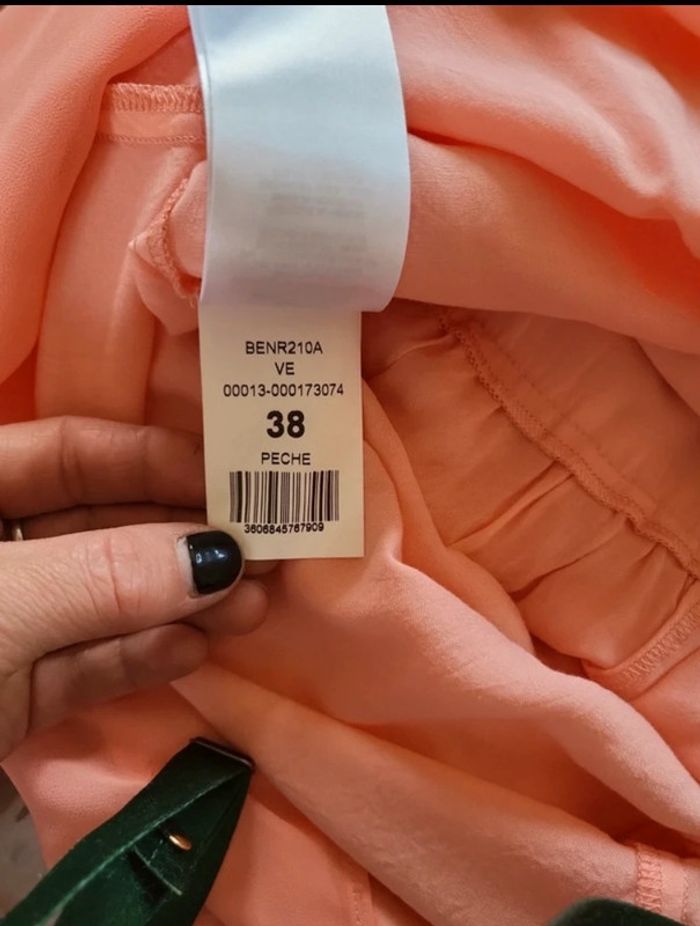 BENR210A
VE
00013-000173074
38
PECHE
3606845767909